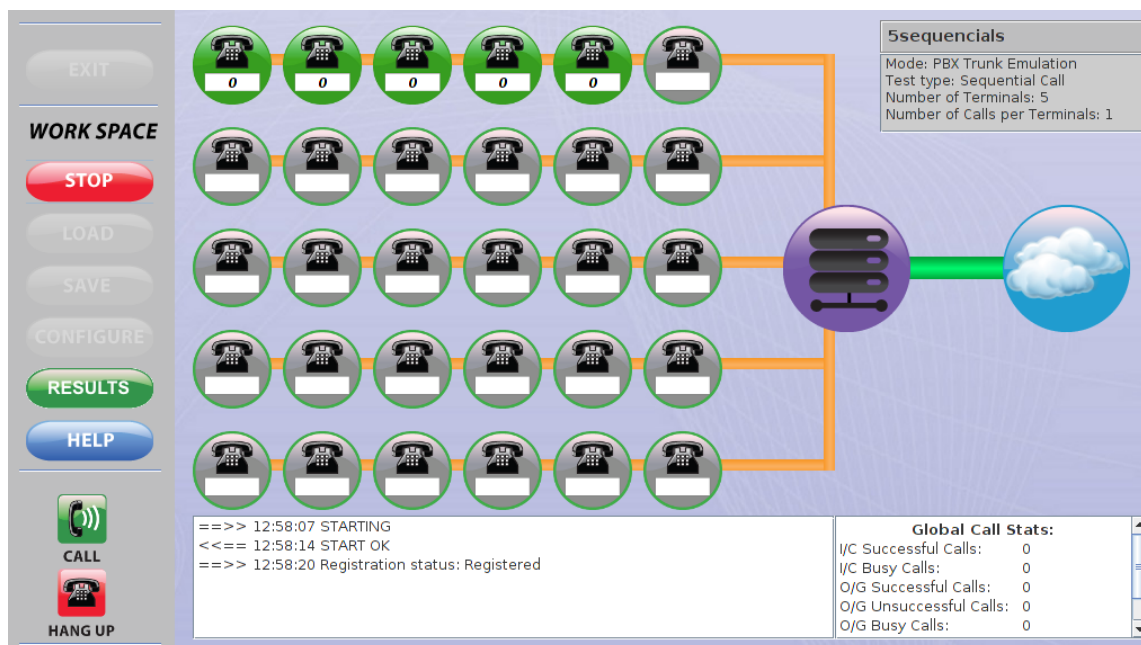 EXIT
WORK SPACE
STOP
LOAD
SAVE
CONFIGURE
RESULTS
HELP
CALL
HANG UP
0 0 0 0 0
5sequencials
Mode: PBX Trunk Emulation
Test type: Sequential Call
Number of Terminals: 5
Number of Calls per Terminals: 1
==>> 12:58:07 STARTING
<<== 12:58:14 START OK
==>> 12:58:20 Registration status: Registered
Global Call Stats:
I/C Successful Calls: 0
I/C Busy Calls: 0
O/G Successful Calls: 0
O/G Unsuccessful Calls: 0
O/G Busy Calls: 0